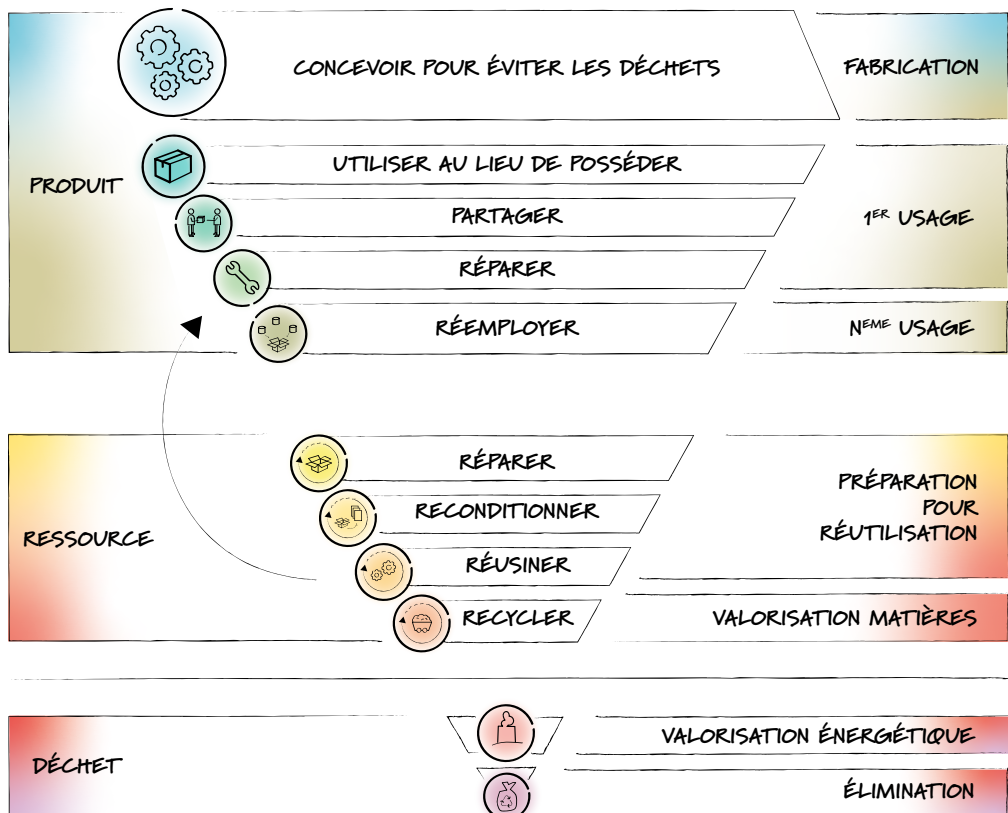 CONCEVOIR POUR ÉVITER LES DÉCHETS
FABRICATION
PRODUIT
UTILISER AU LIEU DE POSSÉDER
PARTAGER
1ER USAGE
RÉPARER
RÉEMPLOYER
NEME USAGE
RESSOURCE
RÉPARER
RECONDITIONNER
RÉUSINER
RECYCLER
PRÉPARATION
POUR
RÉUTILISATION
VALORISATION MATIÈRES
DÉCHET
VALORISATION ÉNERGÉTIQUE
ÉLIMINATION